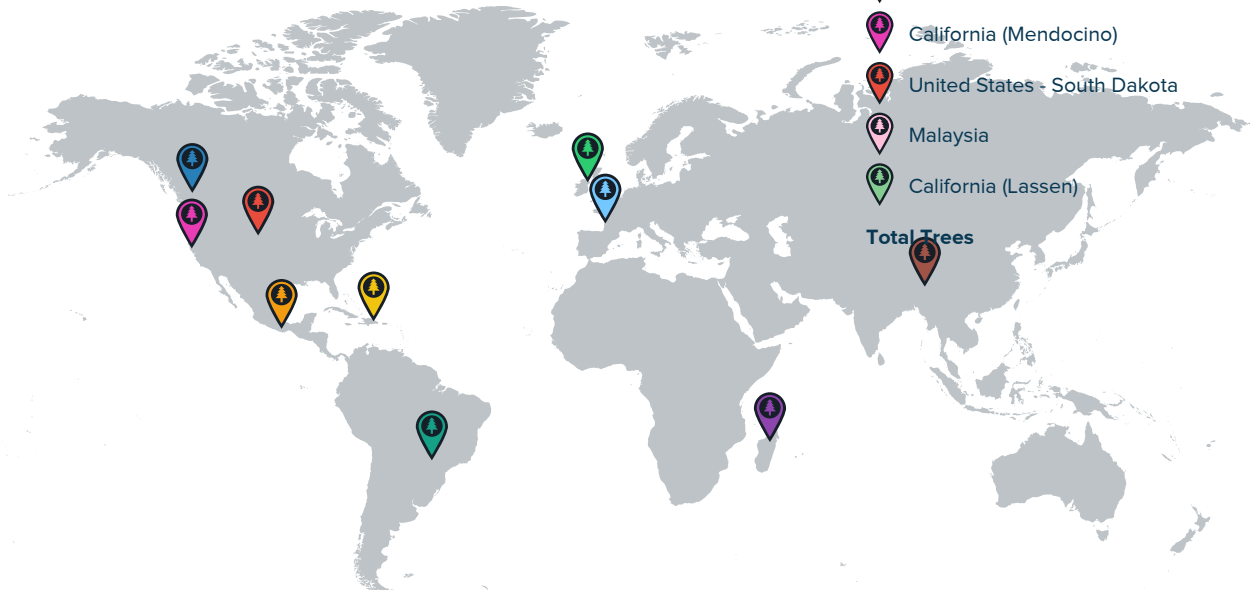 California (Mendocino)
United States - South Dakota
Malaysia
California (Lassen)
Total Trees